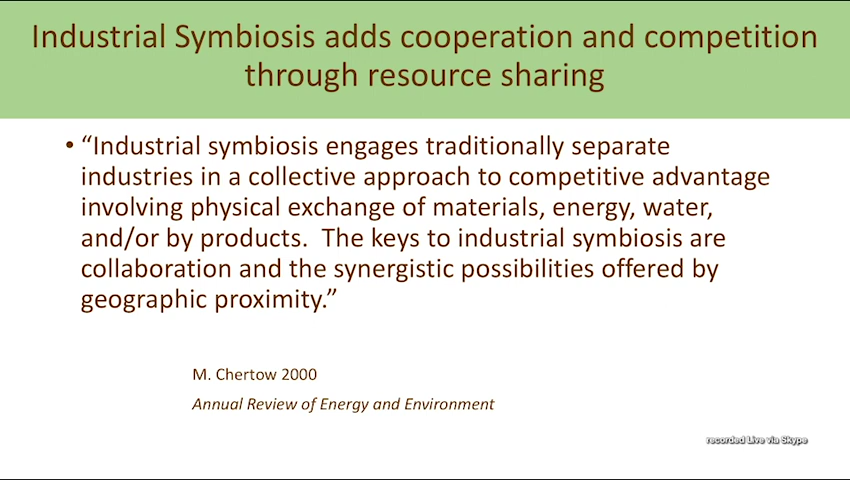 Industrial Symbiosis adds cooperation and competition
through resource sharing
• “Industrial symbiosis engages traditionally separate
industries in a collective approach to competitive advantage
involving physical exchange of materials, energy, water,
and/or by products.  The keys to industrial symbiosis are
collaboration and the synergistic possibilities offered by
geographic proximity.”
M. Chertow 2000
Annual Review of Energy and Environment
recorded Live via Skype